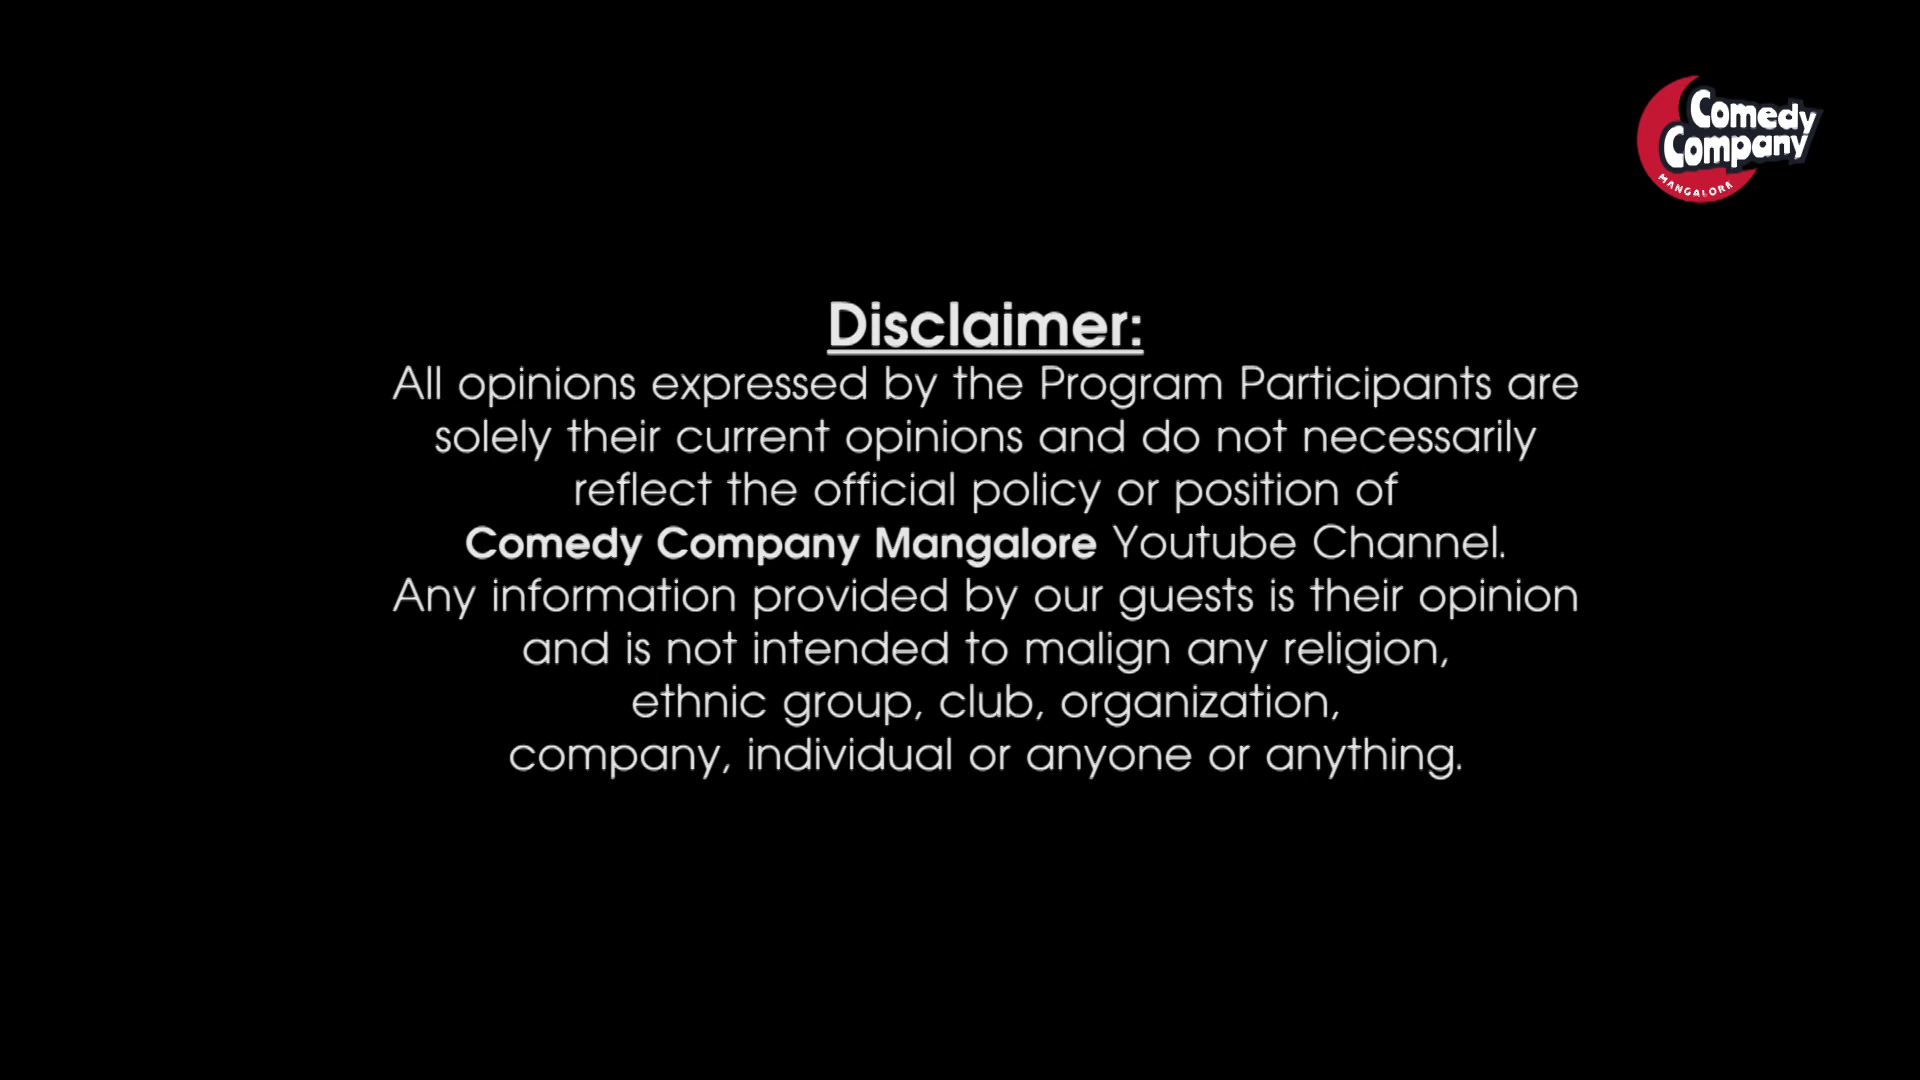 Comedy
Company
MANGALORE
Disclaimer:
All opinions expressed by the Program Participants are
solely their current opinions and do not necessarily
reflect the official policy or position of
Comedy Company Mangalore Youtube Channel.
Any information provided by our guests is their opinion
and is not intended to malign any religion,
ethnic group, club, organization,
company, individual or anyone or anything.